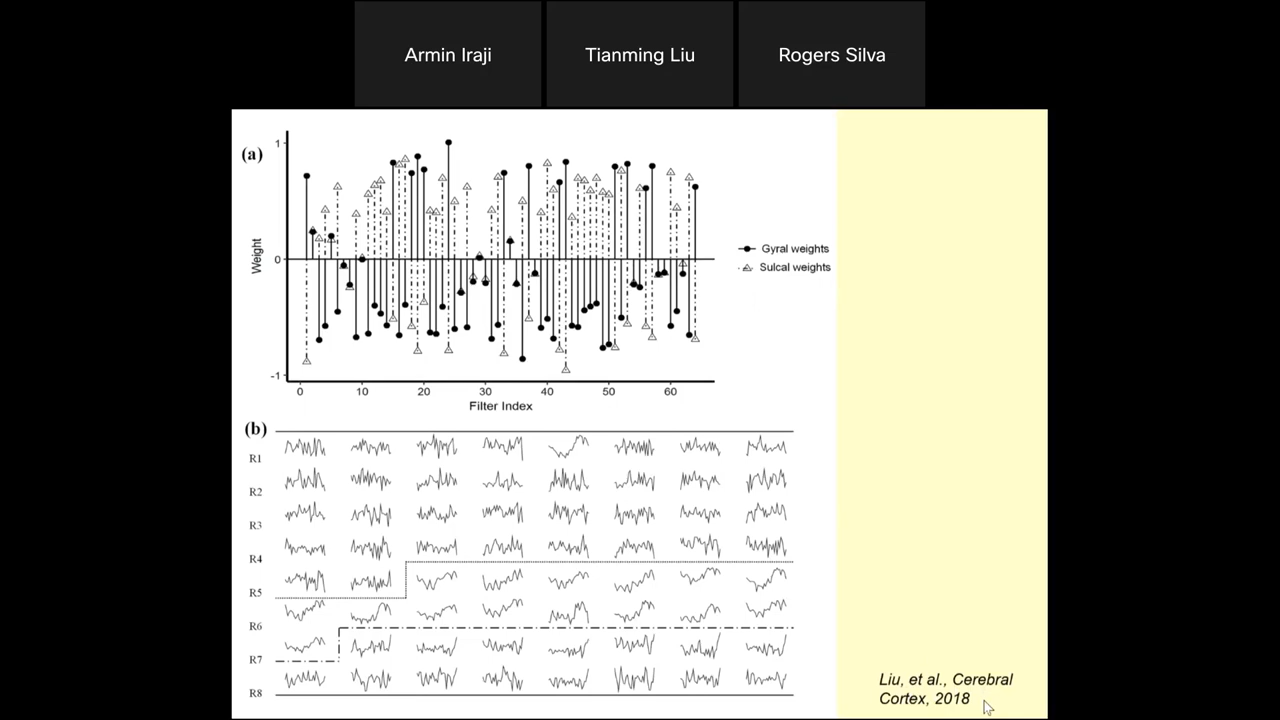 Armin Iraji
Tianming Liu
Rogers Silva
(a)
1
0
-1
Weight
0 10 20 30 40 50 60
Filter Index
Gyral weights
Sulcal weights
(b)
R1
R2
R3
R4
R5
R6
R7
R8
Liu, et al., Cerebral
Cortex, 2018